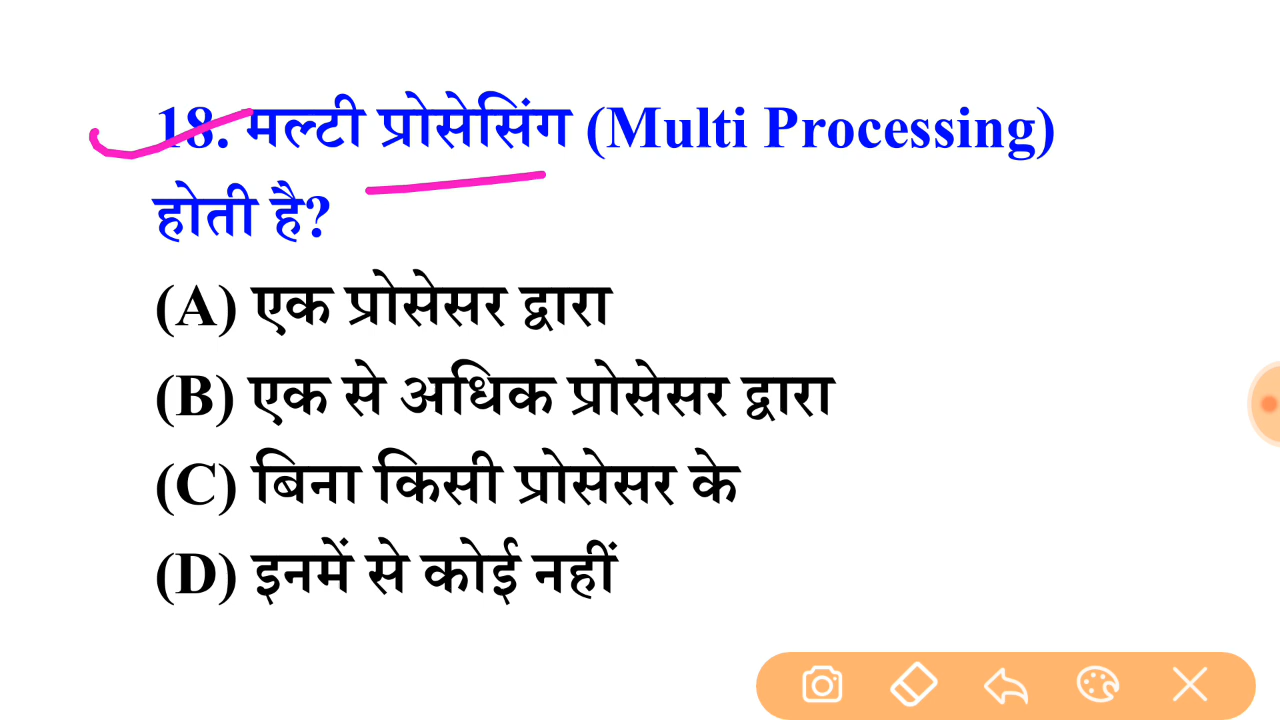 18. मल्टी प्रोसेसिंग (Multi Processing)
होती है?
(A) एक प्रोसेसर द्वारा
(B) एक से अधिक प्रोसेसर द्वारा
(C) बिना किसी प्रोसेसर के
(D) इनमें से कोई नहीं